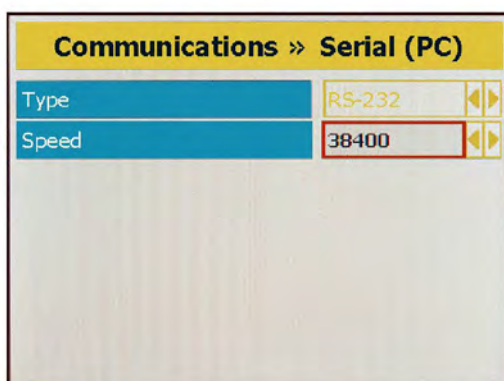 Communications » Serial (PC)
Type RS-232
Speed 38400